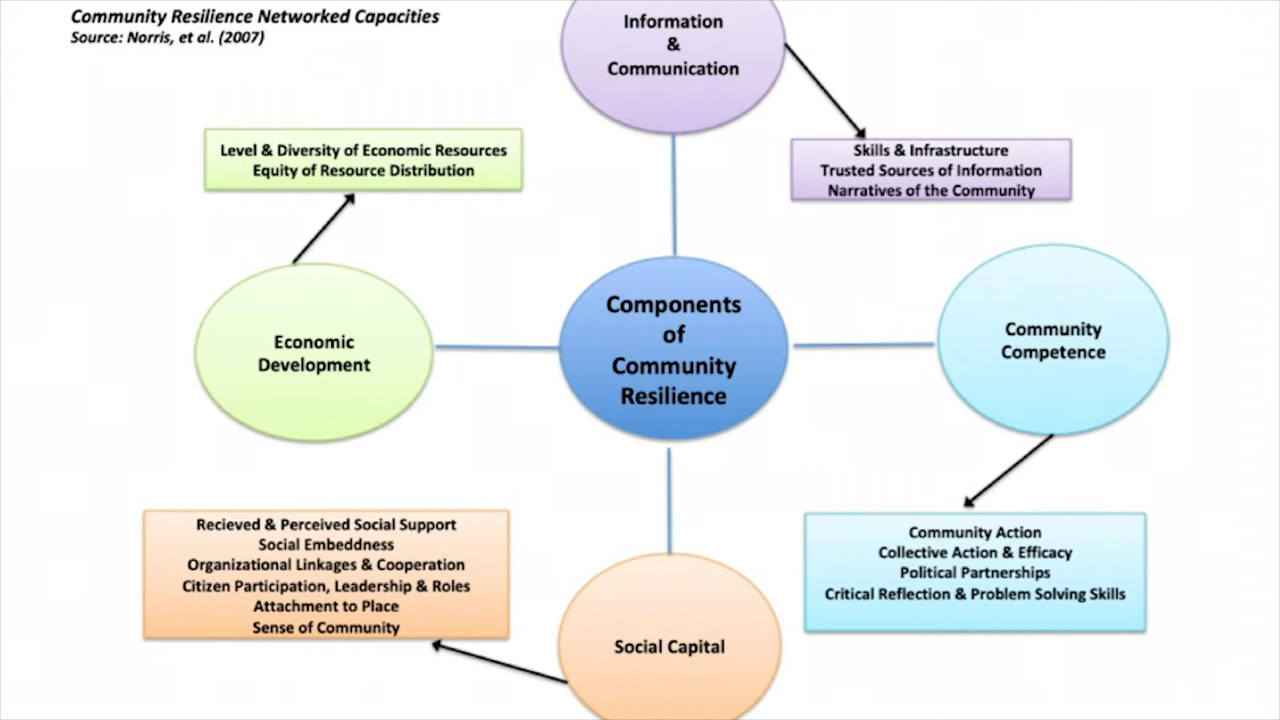 Community Resilience Networked Capacities
Source: Norris, et al. (2007)
Information
&
Communication
Level & Diversity of Economic Resources
Equity of Resource Distribution
Skills & Infrastructure
Trusted Sources of Information
Narratives of the Community
Economic
Development
Components
of
Community
Resilience
Community
Competence
Recieved & Perceived Social Support
Social Embeddness
Organizational Linkages & Cooperation
Citizen Participation, Leadership & Roles
Attachment to Place
Sense of Community
Community Action
Collective Action & Efficacy
Political Partnerships
Critical Reflection & Problem Solving Skills
Social Capital